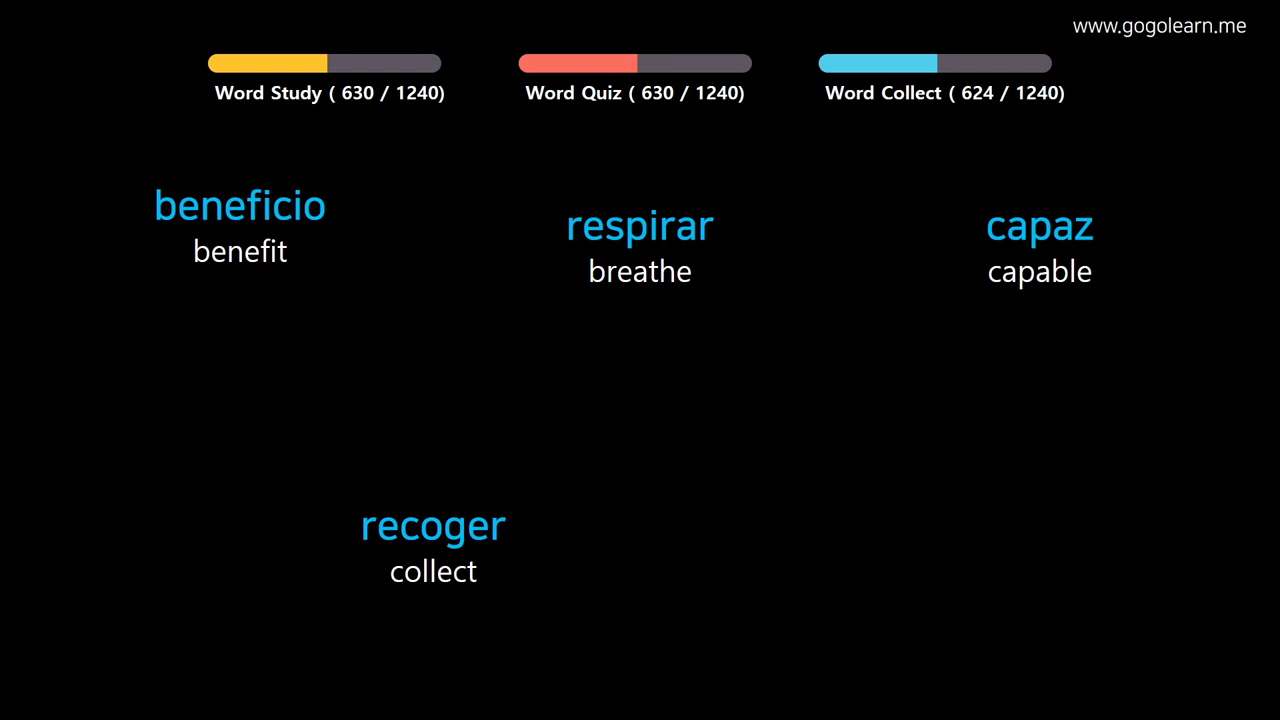 www.gogolearn.me
Word Study ( 630 / 1240)
Word Quiz ( 630 / 1240)
Word Collect ( 624 / 1240)
beneficio
benefit
respirar
breathe
capaz
capable
recoger
collect